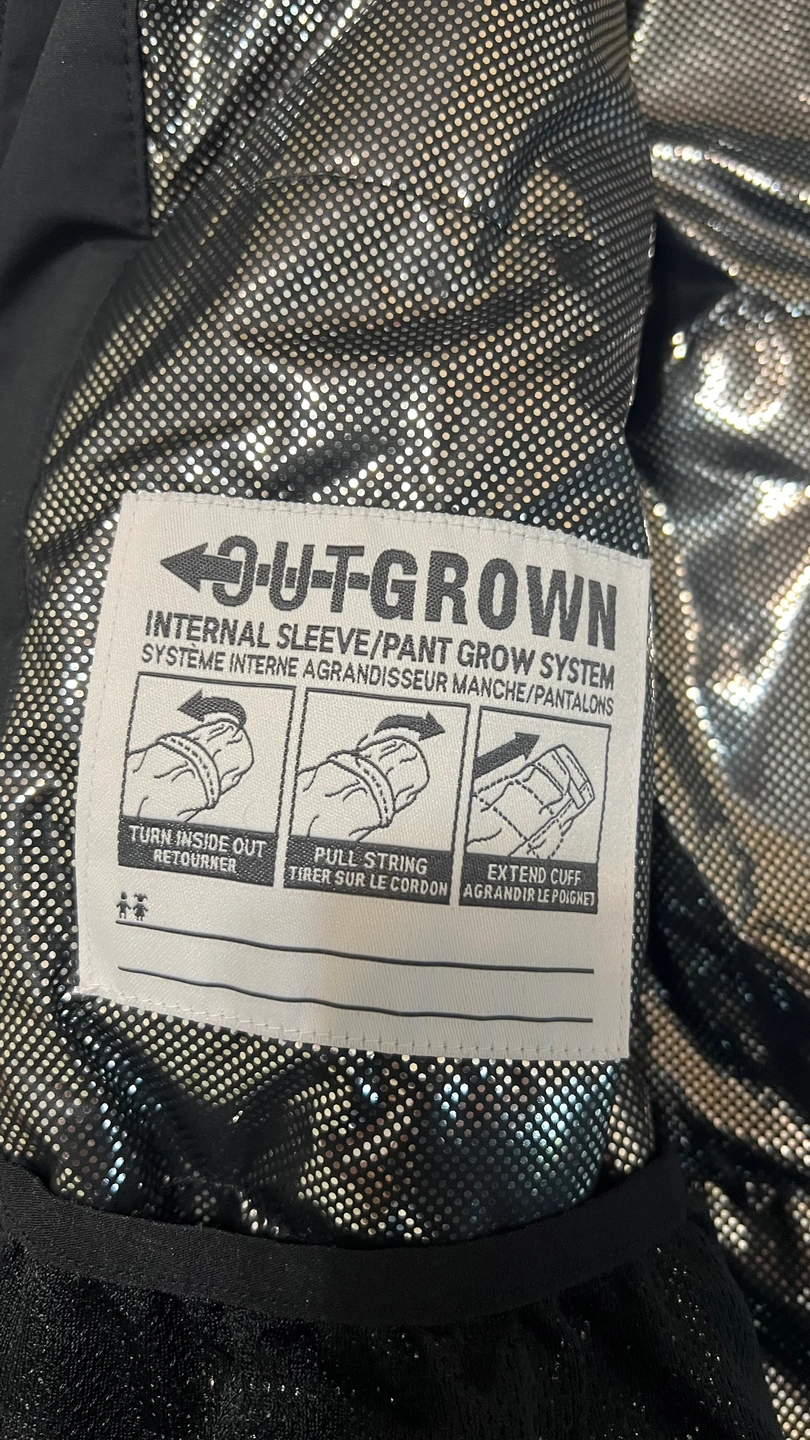 OUTGROWN
INTERNAL SLEEVE/PANT GROW SYSTEM
SYSTÈME INTERNE AGRANDISSEUR MANCHE/PANTALONS
TURN INSIDE OUT
RETOURNER
PULL STRING
TIRER SUR LE CORDON
EXTEND CUFF
AGRANDIR LE POIGNET